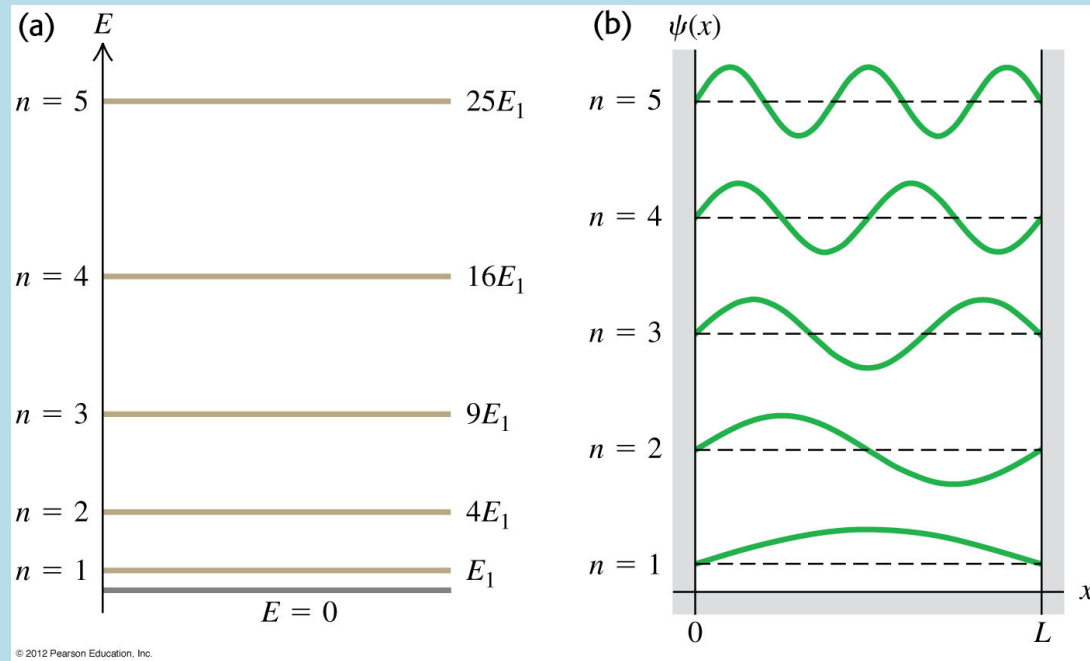 (a)
E
n = 5
25E₁
n = 4
16E₁
n = 3
9E₁
n = 2
4E₁
n = 1
E₁
E = 0
© 2012 Pearson Education, Inc.
(b)
ψ(x)
n = 5
n = 4
n = 3
n = 2
n = 1
x
0
L